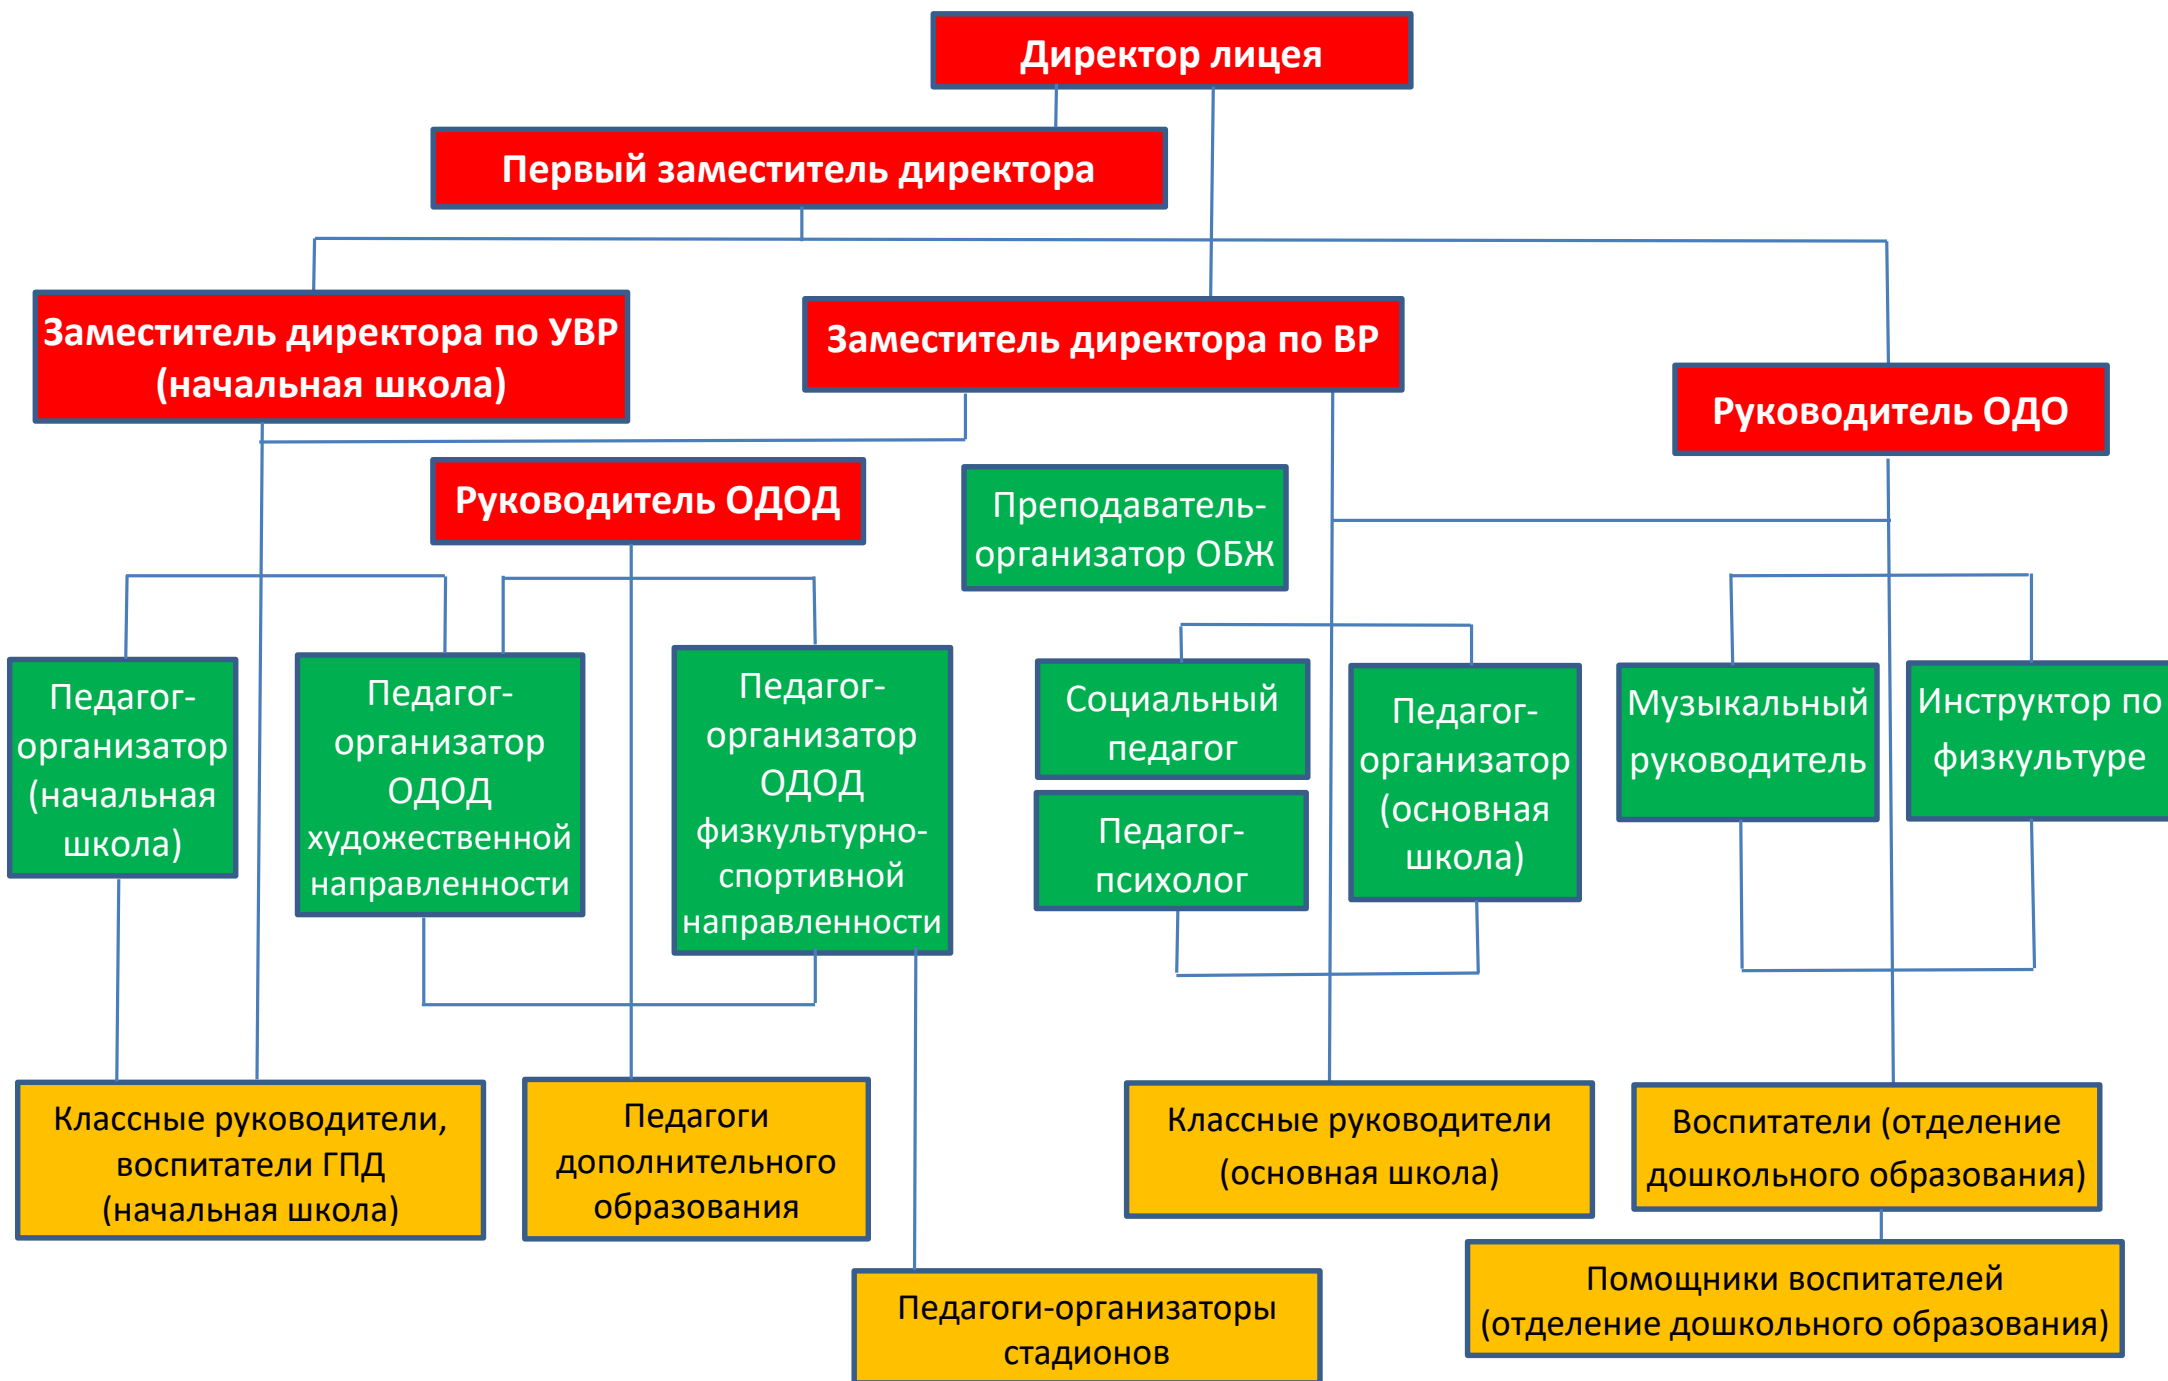 Директор лицея
Первый заместитель директора
Заместитель директора по УВР
(начальная школа)
Заместитель директора по ВР
Руководитель ОДО
Руководитель ОДОД
Преподаватель-
организатор ОБЖ
Педагог-
организатор
(начальная
школа)
Педагог-
организатор
ОДОД
художественной
направленности
Педагог-
организатор
ОДОД
физкультурно-
спортивной
направленности
Социальный
педагог
Педагог-
психолог
Педагог-
организатор
(основная
школа)
Музыкальный
руководитель
Инструктор по
физкультуре
Классные руководители,
воспитатели ГПД
(начальная школа)
Педагоги
дополнительного
образования
Классные руководители
(основная школа)
Воспитатели (отделение
дошкольного образования)
Педагоги-организаторы
стадионов
Помощники воспитателей
(отделение дошкольного образования)